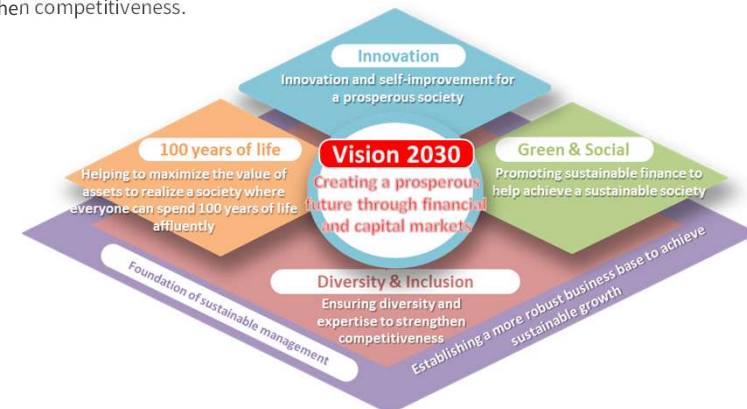 competitiveness.
Innovation
Innovation and self-improvement for
a prosperous society
100 years of life
Helping to maximize the value of
assets to realize a society where
everyone can spend 100 years of life
affluently
Vision 2030
Creating a prosperous
future through financial
and capital markets
Green & Social
Promoting sustainable finance to
help achieve a sustainable society
Diversity & Inclusion
Ensuring diversity and
expertise to strengthen
competitiveness
Foundation of sustainable management
Establishing a more robust business base to achieve
sustainable growth